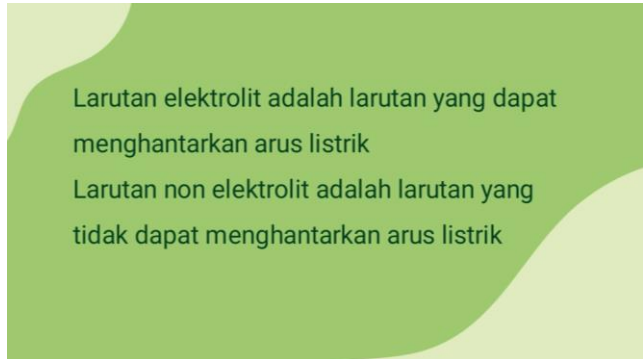 Larutan elektrolit adalah larutan yang dapat
menghantarkan arus listrik
Larutan non elektrolit adalah larutan yang
tidak dapat menghantarkan arus listrik